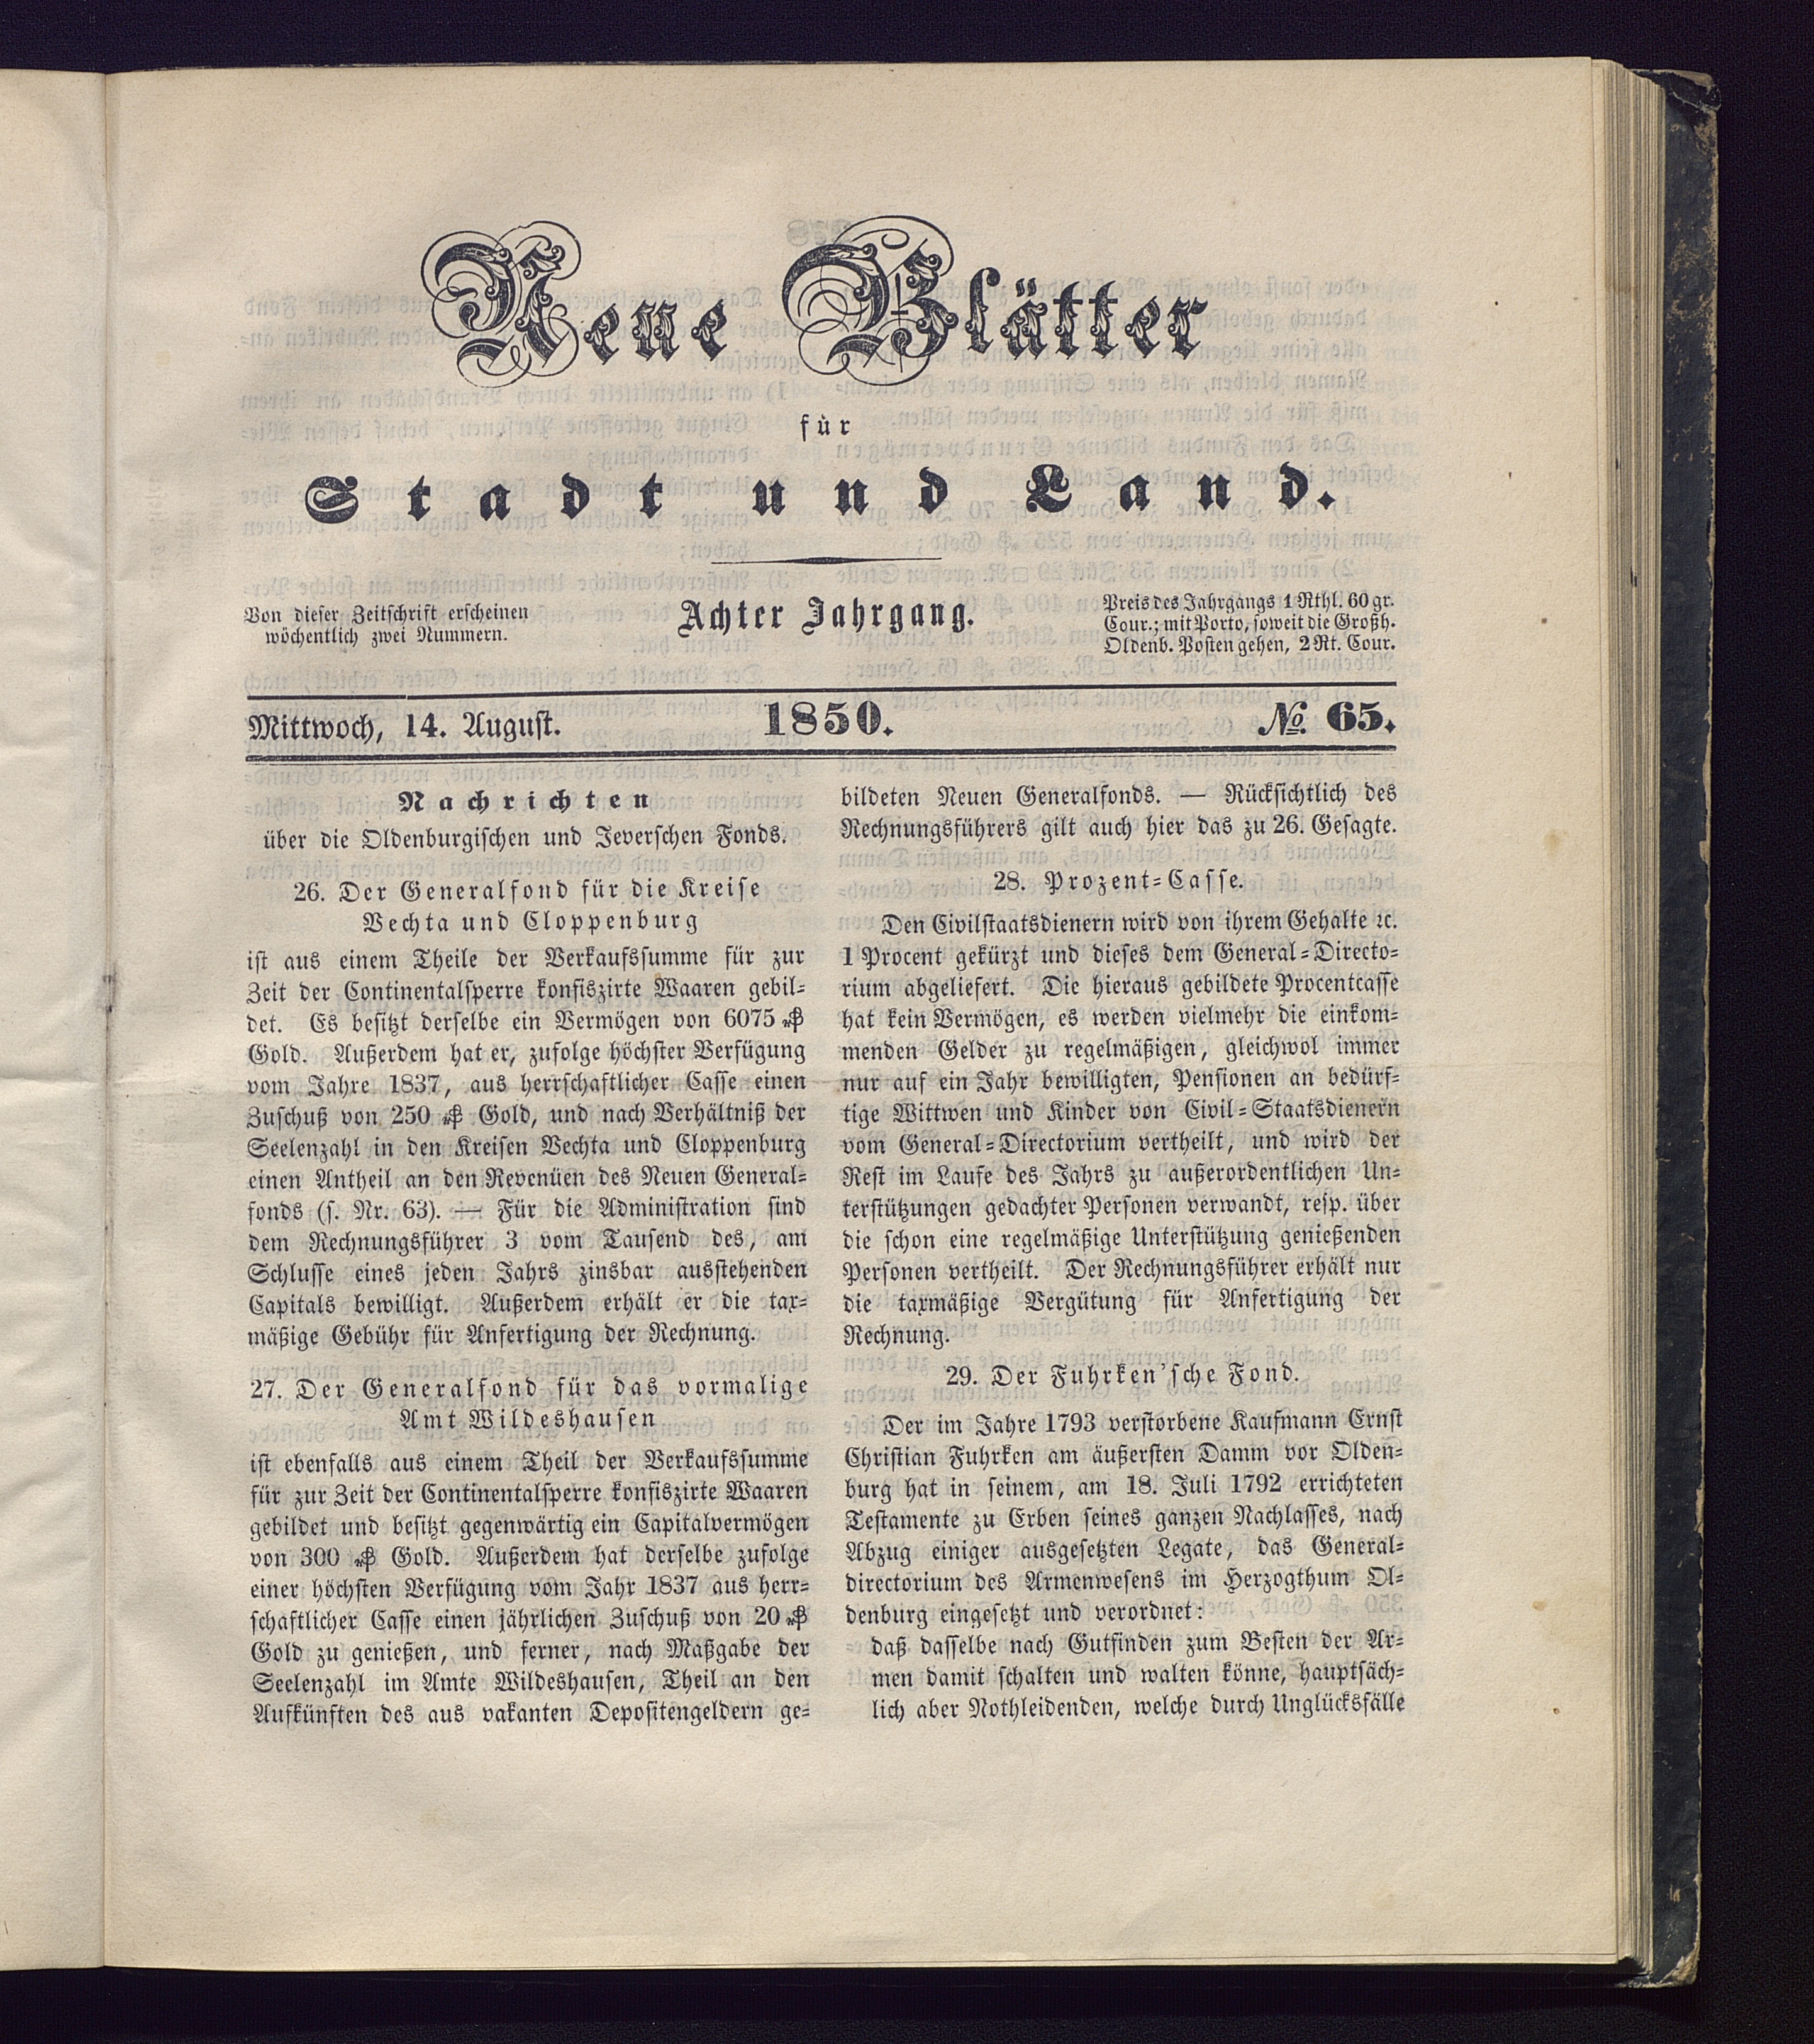 Neue Blätter
für
Stadt und Land.
Von dieser Zeitschrift erscheinen
wöchentlich zwei Nummern.
Achter Jahrgang.
Preis des Jahrgangs 1 Rthl. 60 gr.
Cour.; mit Porto, soweit die Großh.
Oldenb. Posten gehen, 2 Rt. Cour.
Mittwoch, 14. August. 1850. № 65.
Nachrichten
über die Oldenburgischen und Jeverschen Fonds.
26. Der Generalfond für die Kreise
Vechta und Cloppenburg
ist aus einem Theile der Verkaufssumme für zur
Zeit der Continentalsperre konfiszirte Waaren gebil-
det. Es besitzt derselbe ein Vermögen von 6075 ₰
Gold. Außerdem hat er, zufolge höchster Verfügung
vom Jahre 1837, aus herrschaftlicher Casse einen
Zuschuß von 250 ₰ Gold, und nach Verhältniß der
Seelenzahl in den Kreisen Vechta und Cloppenburg
einen Antheil an den Revenüen des Neuen General-
fonds (s. Nr. 63). — Für die Administration sind
dem Rechnungsführer 3 vom Tausend des, am
Schlusse eines jeden Jahrs zinsbar ausstehenden
Capitals bewilligt. Außerdem erhält er die tax-
mäßige Gebühr für Anfertigung der Rechnung.
27. Der Generalfond für das vormalige
Amt Wildeshausen
ist ebenfalls aus einem Theil der Verkaufssumme
für zur Zeit der Continentalsperre konfiszirte Waaren
gebildet und besitzt gegenwärtig ein Capitalvermögen
von 300 ₰ Gold. Außerdem hat derselbe zufolge
einer höchsten Verfügung vom Jahr 1837 aus herr-
schaftlicher Casse einen jährlichen Zuschuß von 20 ₰
Gold zu genießen, und ferner, nach Maßgabe der
Seelenzahl im Amte Wildeshausen, Theil an den
Aufkünften des aus vakanten Depositengeldern ge-
bildeten Neuen Generalfonds. — Rücksichtlich des
Rechnungsführers gilt auch hier das zu 26. Gesagte.
28. Prozent-Casse.
Den Civilstaatsdienern wird von ihrem Gehalte ꝛc.
1 Procent gekürzt und dieses dem General-Directo-
rium abgeliefert. Die hieraus gebildete Procentcasse
hat kein Vermögen, es werden vielmehr die einkom-
menden Gelder zu regelmäßigen, gleichwol immer
nur auf ein Jahr bewilligten, Pensionen an bedürf-
tige Wittwen und Kinder von Civil-Staatsdienern
vom General-Directorium vertheilt, und wird der
Rest im Laufe des Jahrs zu außerordentlichen Un-
terstützungen gedachter Personen verwandt, resp. über
die schon eine regelmäßige Unterstützung genießenden
Personen vertheilt. Der Rechnungsführer erhält nur
die taxmäßige Vergütung für Anfertigung der
Rechnung.
29. Der Fuhrken'sche Fond.
Der im Jahre 1793 verstorbene Kaufmann Ernst
Christian Fuhrken am äußersten Damm vor Olden-
burg hat in seinem, am 18. Juli 1792 errichteten
Testamente zu Erben seines ganzen Nachlasses, nach
Abzug einiger ausgesetzten Legate, das General-
directorium des Armenwesens im Herzogthum Ol-
denburg eingesetzt und verordnet:
daß dasselbe nach Gutfinden zum Besten der Ar-
men damit schalten und walten könne, hauptsäch-
lich aber Nothleidenden, welche durch Unglücksfälle